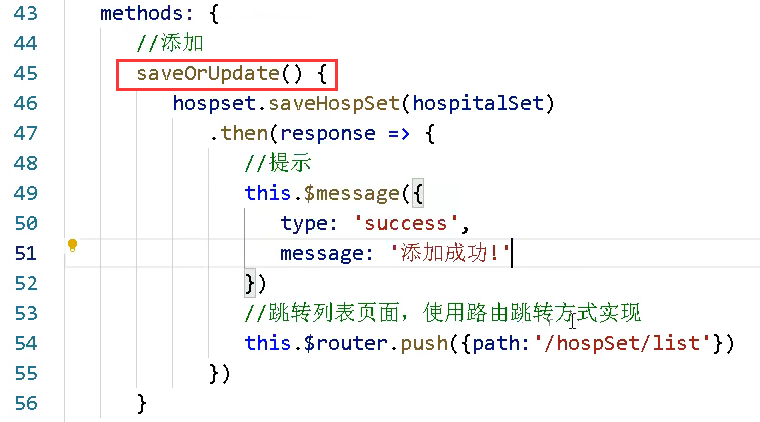 43 methods: {
44 //添加
45 saveOrUpdate() {
46 hospset.saveHospSet(hospitalSet)
47 .then(response => {
48 //提示
49 this.$message({
50 type: 'success',
51 message: '添加成功!'
52 })
53 //跳转列表页面，使用路由跳转方式实现
54 this.$router.push({path:'/hospSet/list'})
55 })
56 }